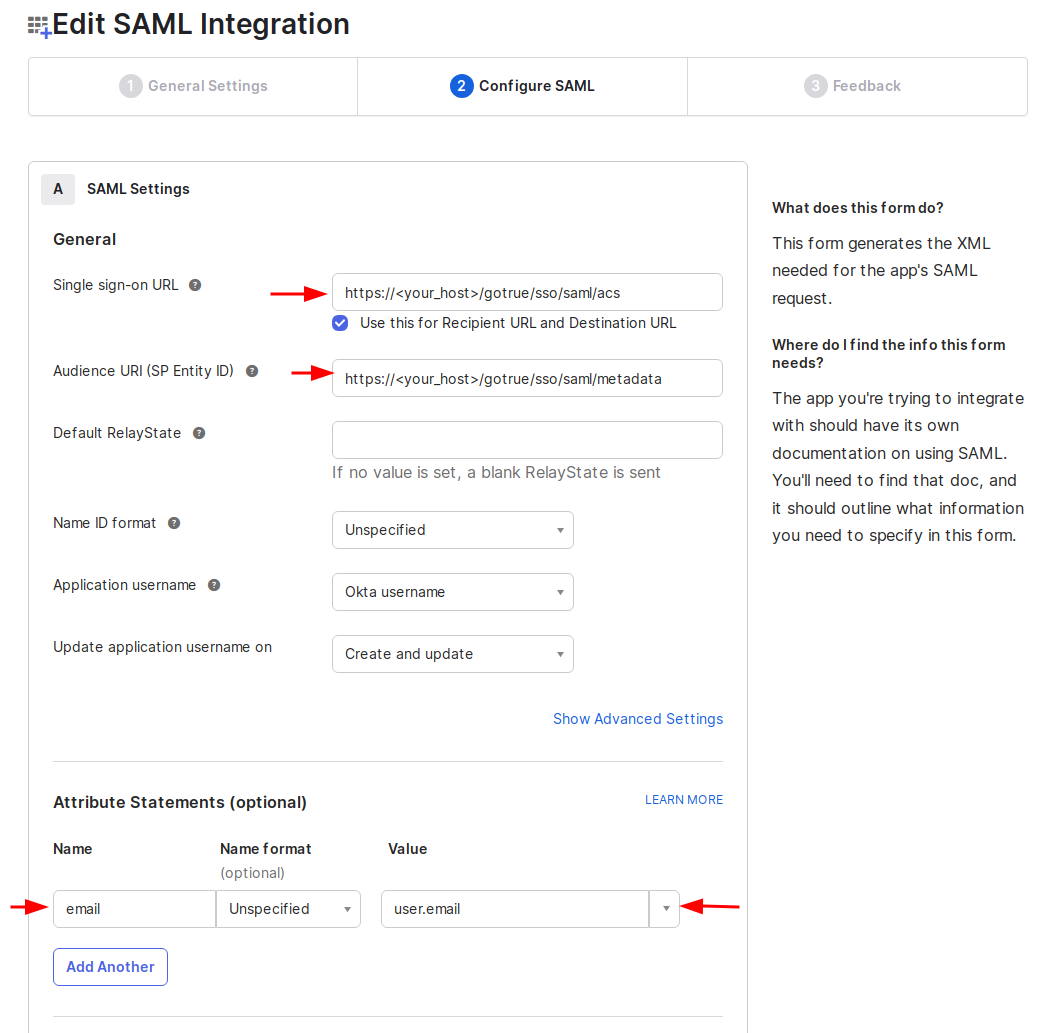 Edit SAML Integration
1 General Settings
2 Configure SAML
3 Feedback
A SAML Settings
General
Single sign-on URL ?
https://<your_host>/gotrue/sso/saml/acs
Use this for Recipient URL and Destination URL
Audience URI (SP Entity ID) ?
https://<your_host>/gotrue/sso/saml/metadata
Default RelayState ?
If no value is set, a blank RelayState is sent
Name ID format ?
Unspecified
Application username ?
Okta username
Update application username on
Create and update
Show Advanced Settings
Attribute Statements (optional)
LEARN MORE
Name
Name format
(optional)
Value
email
Unspecified
user.email
Add Another
What does this form do?
This form generates the XML
needed for the app's SAML
request.
Where do I find the info this form
needs?
The app you're trying to integrate
with should have its own
documentation on using SAML.
You'll need to find that doc, and
it should outline what information
you need to specify in this form.